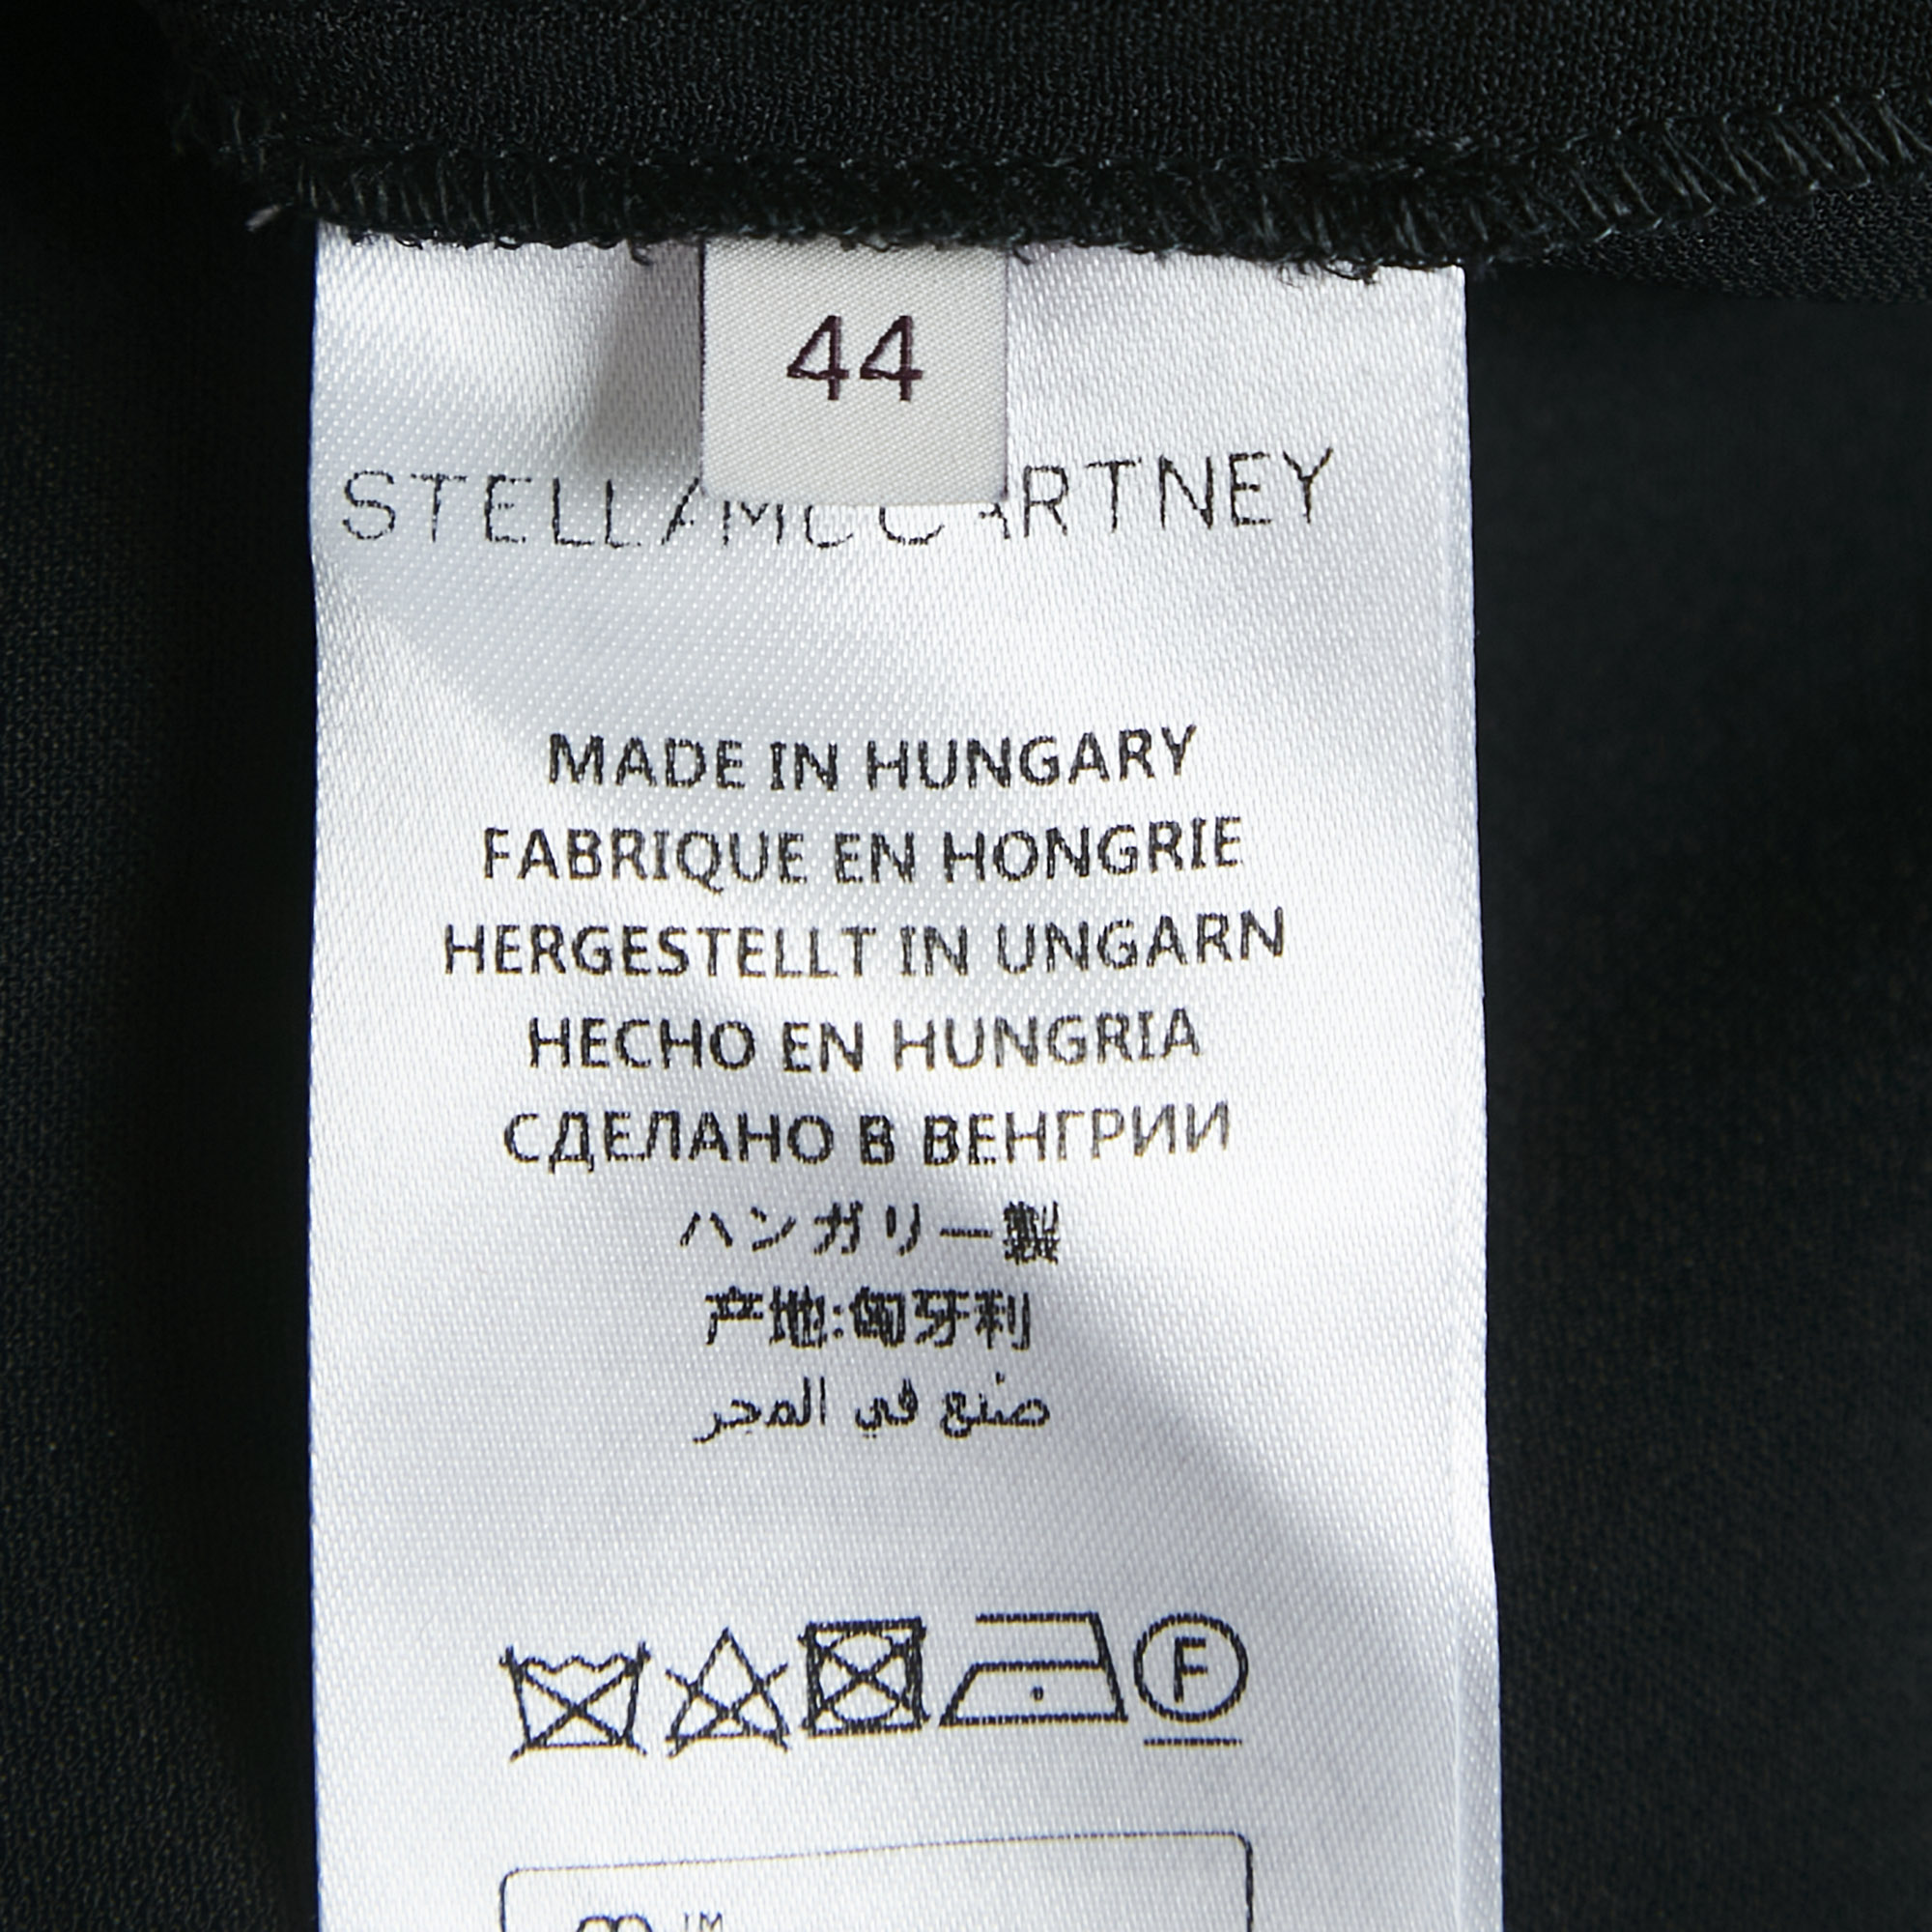 44
STELLAMCCARTNEY
MADE IN HUNGARY
FABRIQUE EN HONGRIE
HERGESTELLT IN UNGARN
HECHO EN HUNGRIA
СДЕЛАНО В ВЕНГРИИ
ハンガリー製
产地:匈牙利
صنع في المجر
F
TM